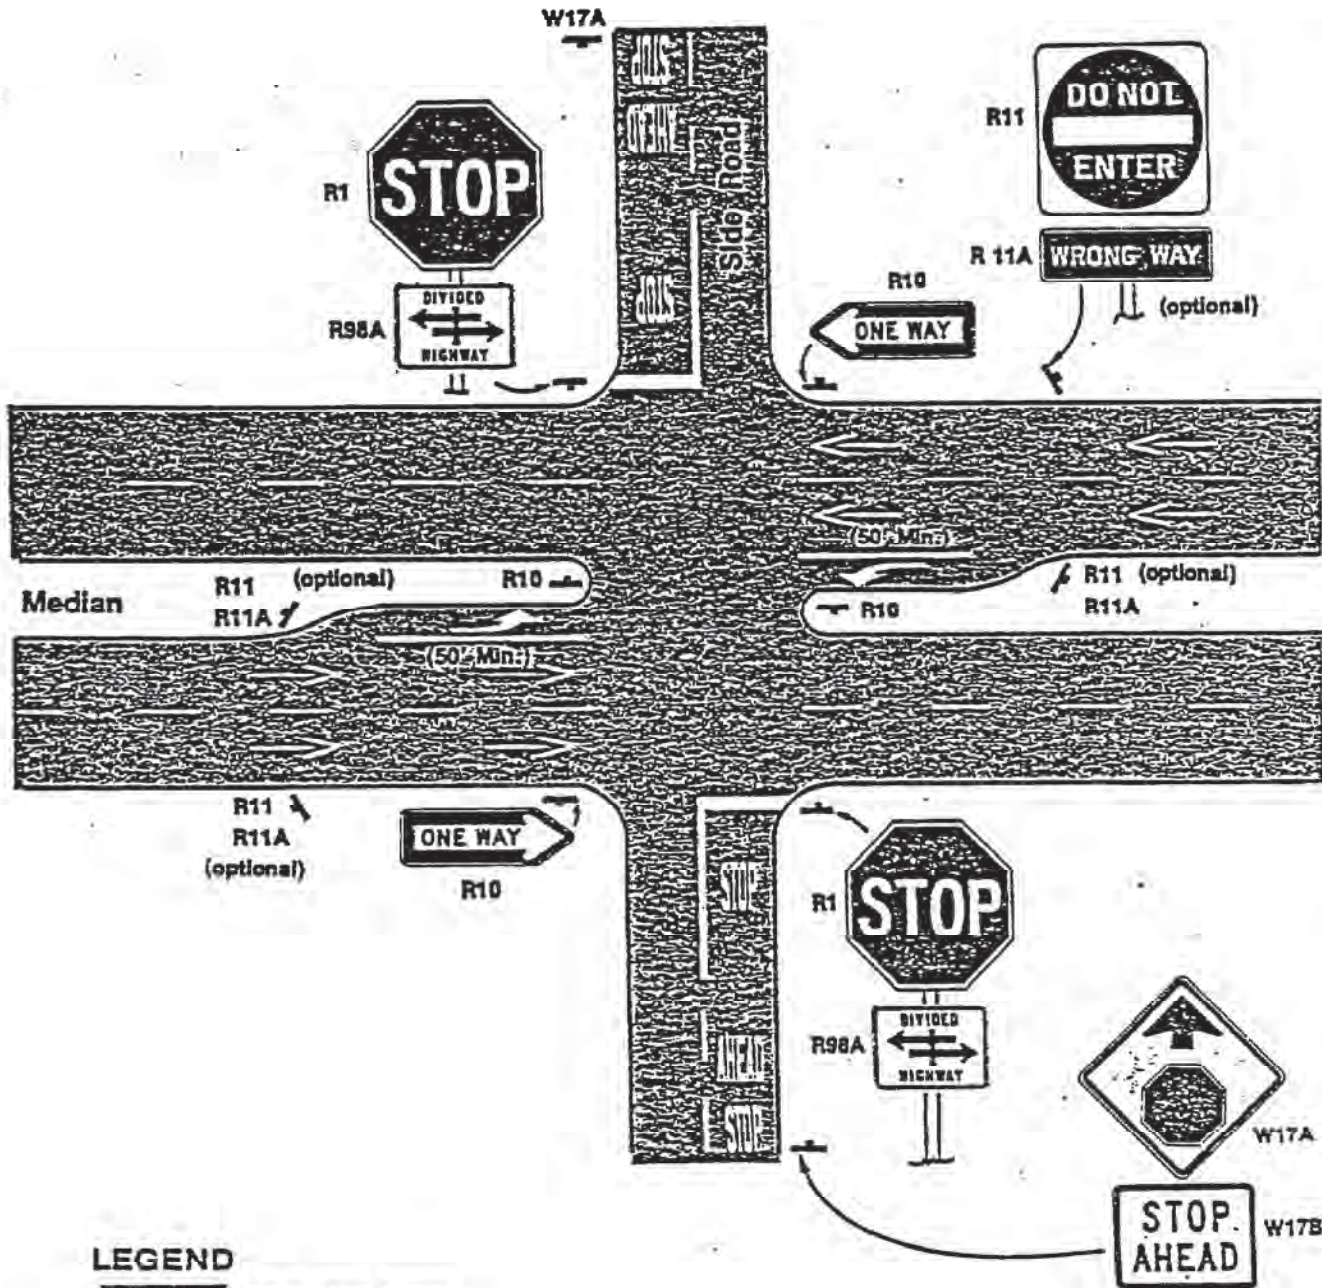 W17A
R1
STOP
R98A
DIVIDED
HIGHWAY
Side Road
R11
DO NOT
ENTER
R 11A
WRONG WAY
(optional)
R10
ONE WAY
(50' Min.)
Median
R11 (optional)
R11A
R10
R11 (optional)
R11A
R10
(50' Min.)
R11
R11A
(optional)
ONE WAY
R10
R1
STOP
R98A
DIVIDED
HIGHWAY
W17A
STOP
AHEAD
W17B
LEGEND